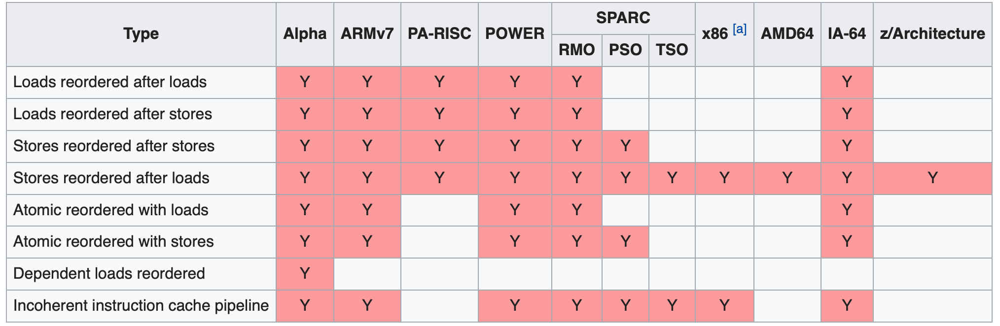 Type Alpha ARMv7 PA-RISC POWER SPARC x86 [a] AMD64 IA-64 z/Architecture
RMO PSO TSO
Loads reordered after loads Y Y Y Y Y Y
Loads reordered after stores Y Y Y Y Y Y
Stores reordered after stores Y Y Y Y Y Y Y
Stores reordered after loads Y Y Y Y Y Y Y Y Y Y Y
Atomic reordered with loads Y Y Y Y Y
Atomic reordered with stores Y Y Y Y Y Y
Dependent loads reordered Y
Incoherent instruction cache pipeline Y Y Y Y Y Y Y Y